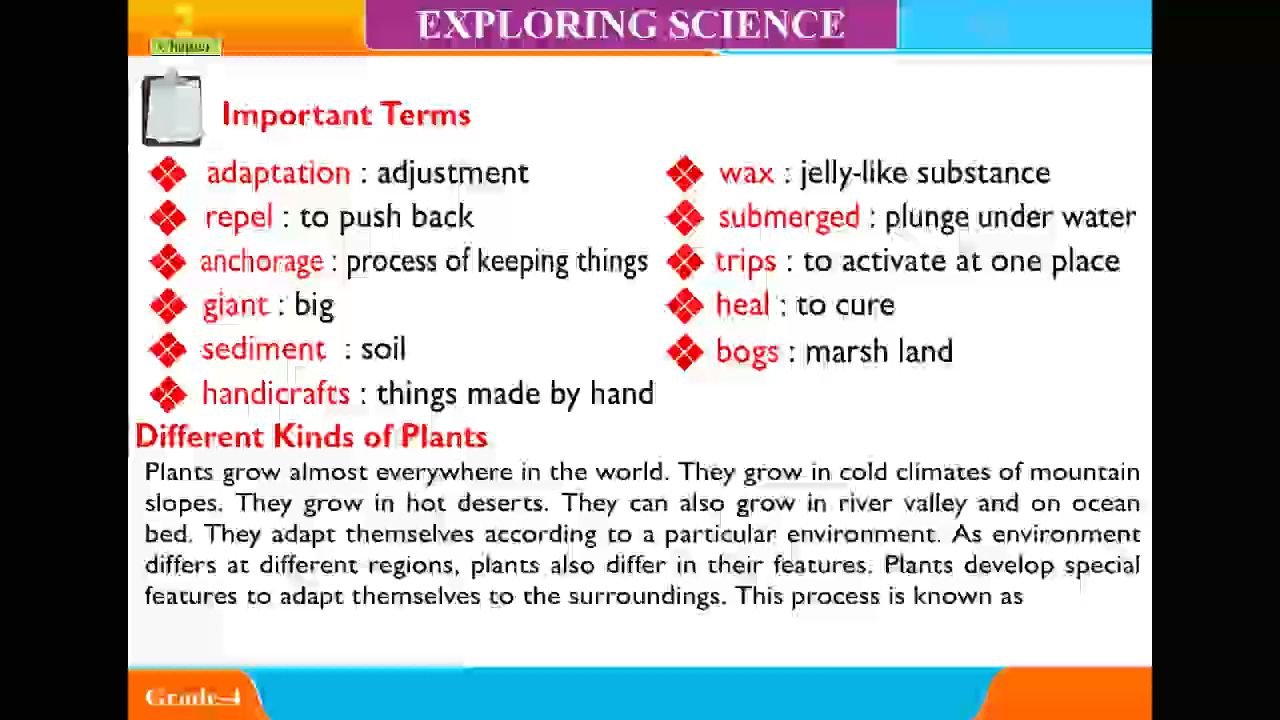 EXPLORING SCIENCE
Chapter
Important Terms
adaptation : adjustment
repel : to push back
anchorage : process of keeping things
giant : big
sediment : soil
handicrafts : things made by hand
wax : jelly-like substance
submerged : plunge under water
trips : to activate at one place
heal : to cure
bogs : marsh land
Different Kinds of Plants
Plants grow almost everywhere in the world. They grow in cold climates of mountain
slopes. They grow in hot deserts. They can also grow in river valley and on ocean
bed. They adapt themselves according to a particular environment. As environment
differs at different regions, plants also differ in their features. Plants develop special
features to adapt themselves to the surroundings. This process is known as
Grade-4